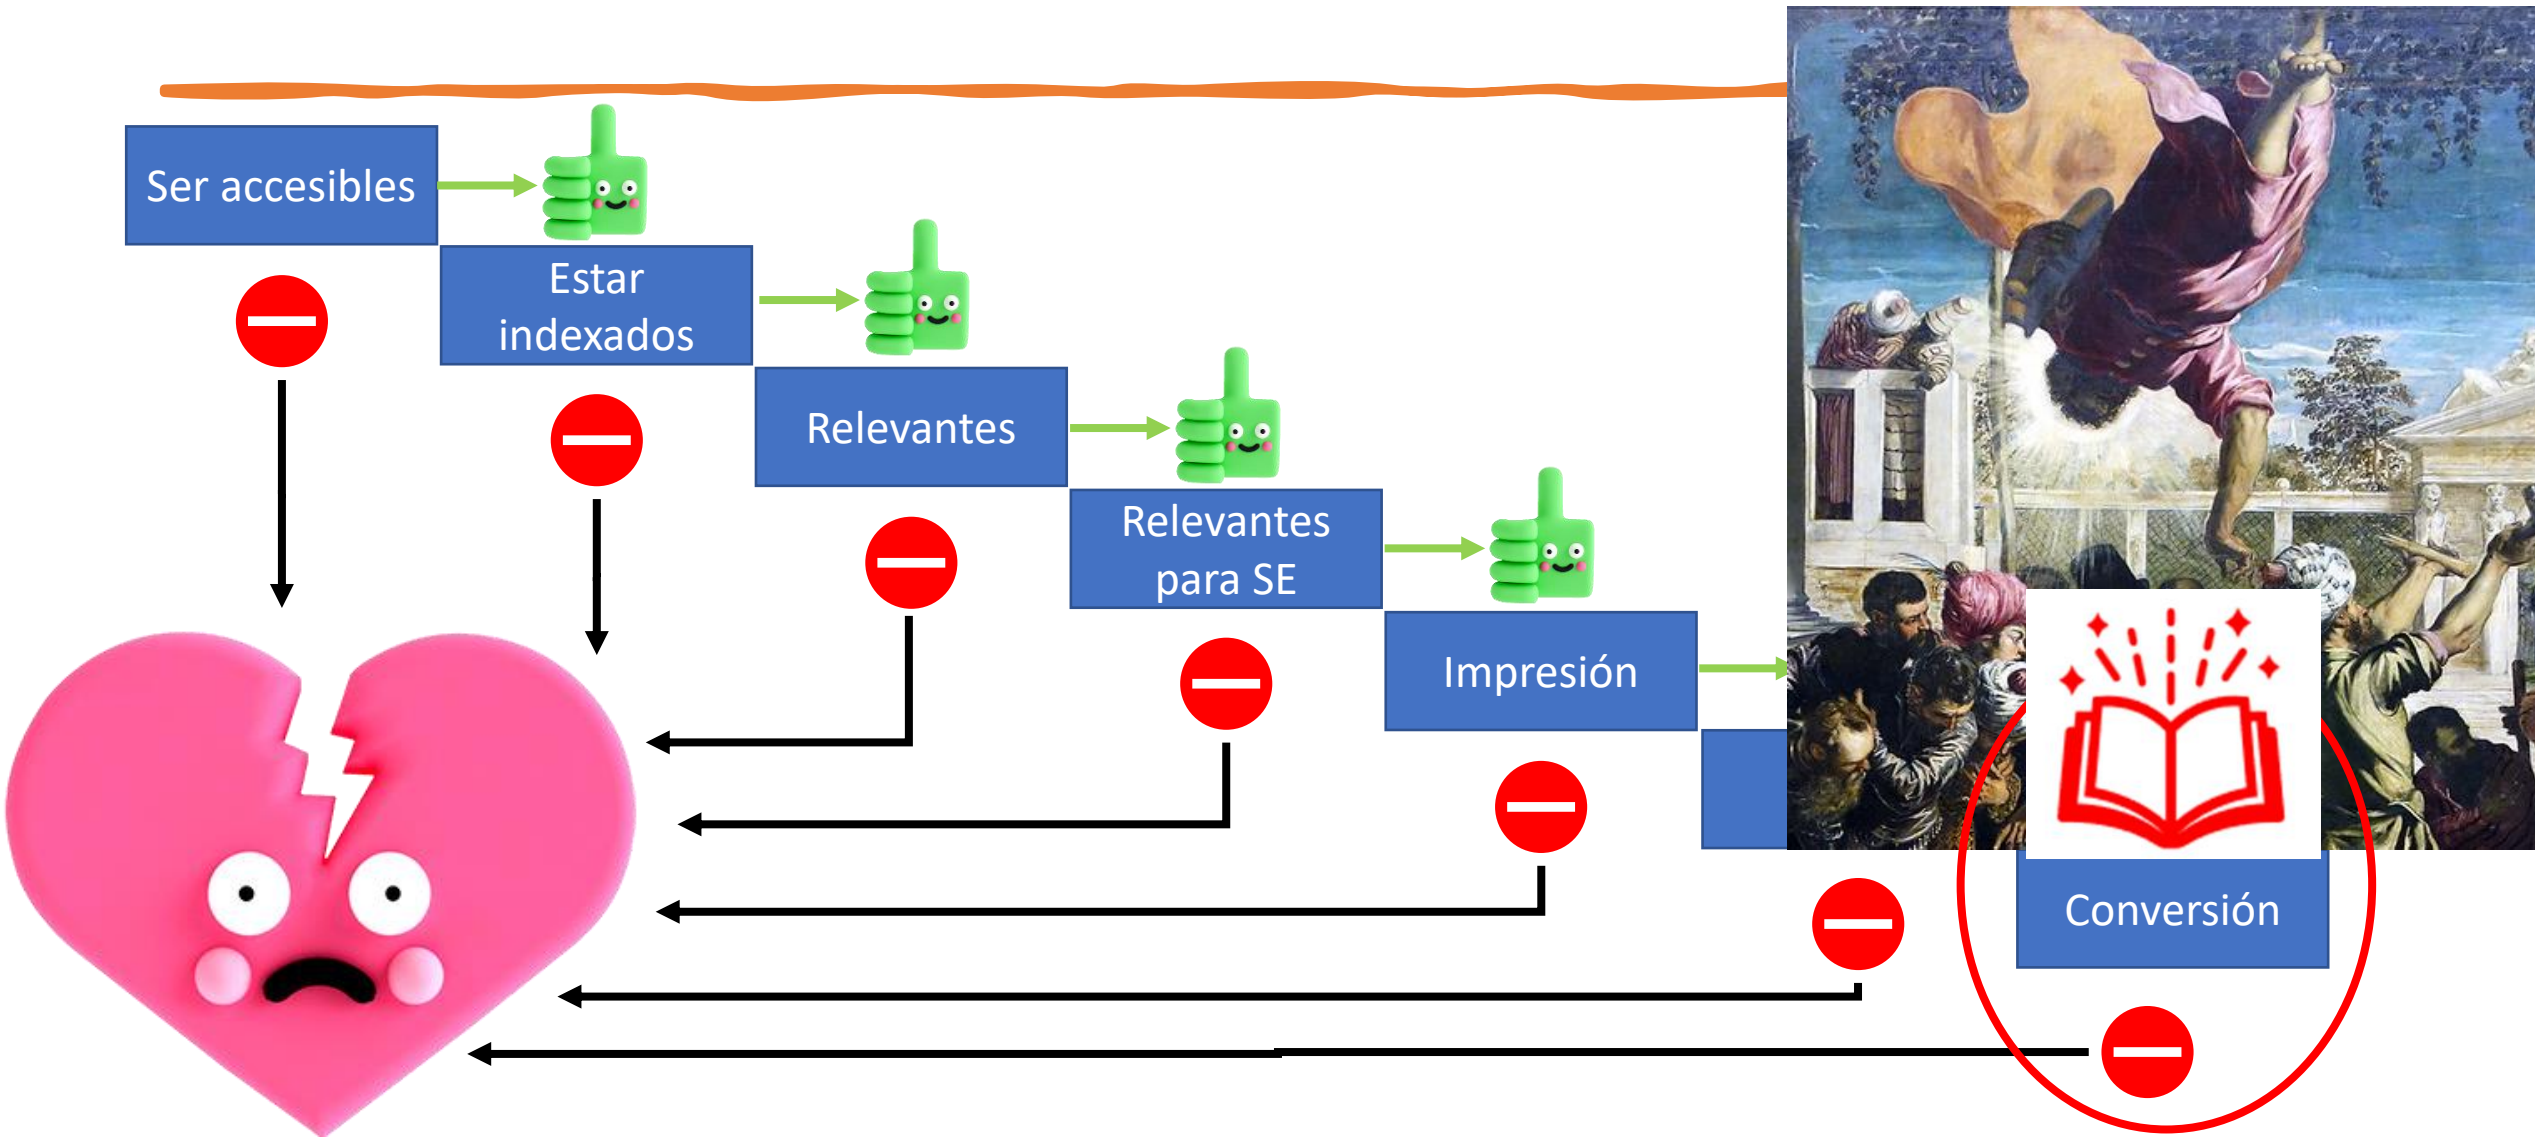 Ser accesibles
Estar
indexados
Relevantes
Relevantes
para SE
Impresión
Conversión